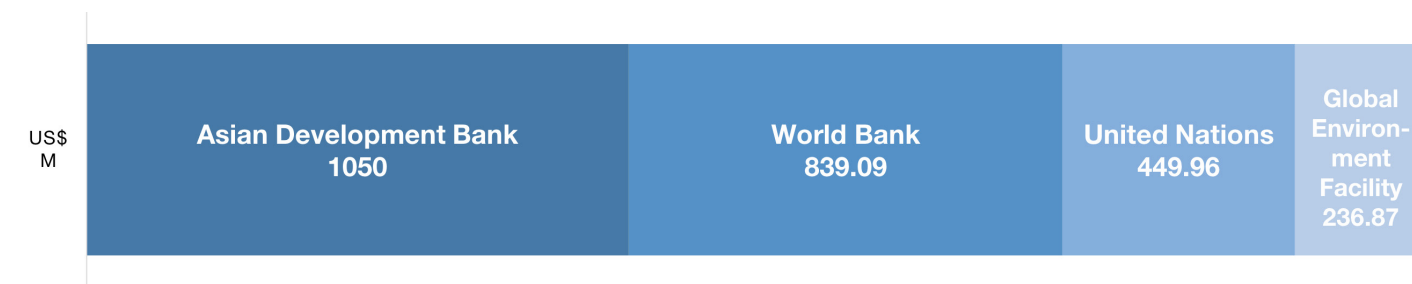 US$
M
Asian Development Bank
1050
World Bank
839.09
United Nations
449.96
Global
Environ-
ment
Facility
236.87